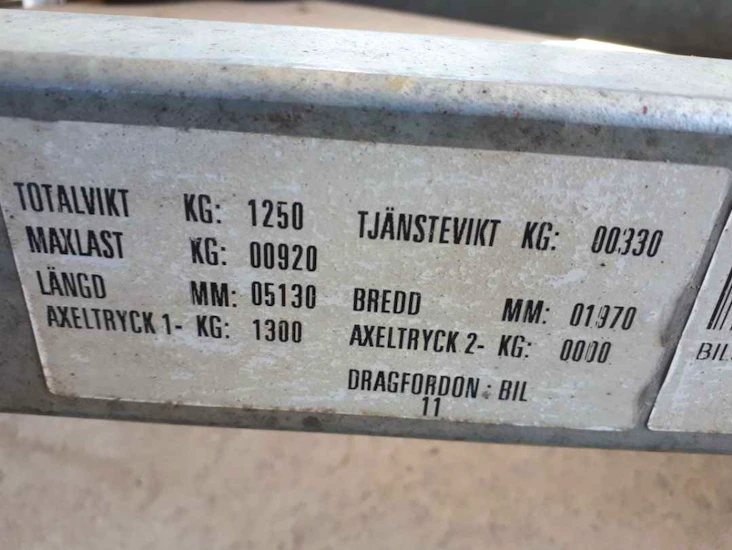 TOTALVIKT KG: 1250 TJÄNSTEVIKT KG: 00330
MAXLAST KG: 00920
LÄNGD MM: 05130 BREDD MM: 01970
AXELTRYCK 1- KG: 1300 AXELTRYCK 2- KG: 0000
DRAGFORDON : BIL
11
BIL